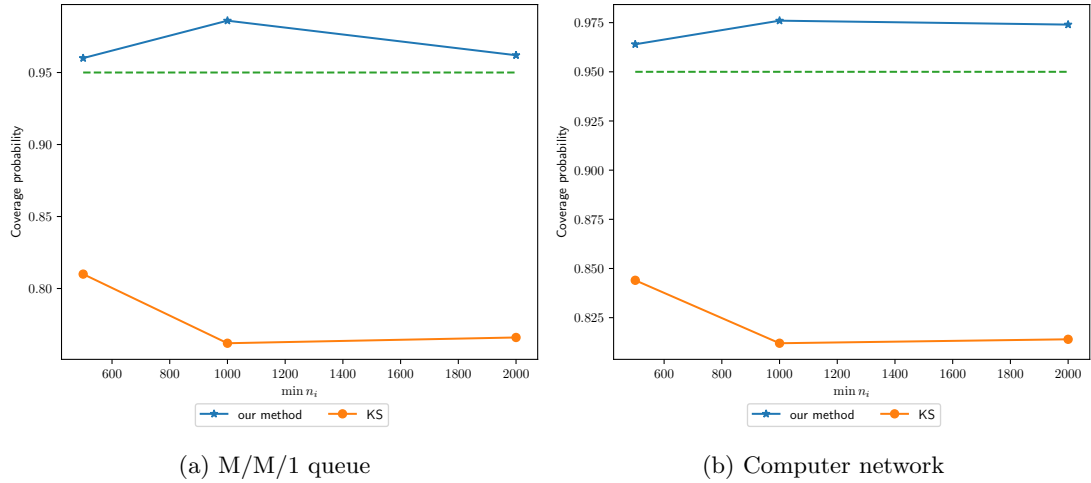 Coverage probability
0.95
0.90
0.85
0.80
600 800 1000 1200 1400 1600 1800 2000
min n_i
our method KS
(a) M/M/1 queue
Coverage probability
0.975
0.950
0.925
0.900
0.875
0.850
0.825
600 800 1000 1200 1400 1600 1800 2000
min n_i
our method KS
(b) Computer network